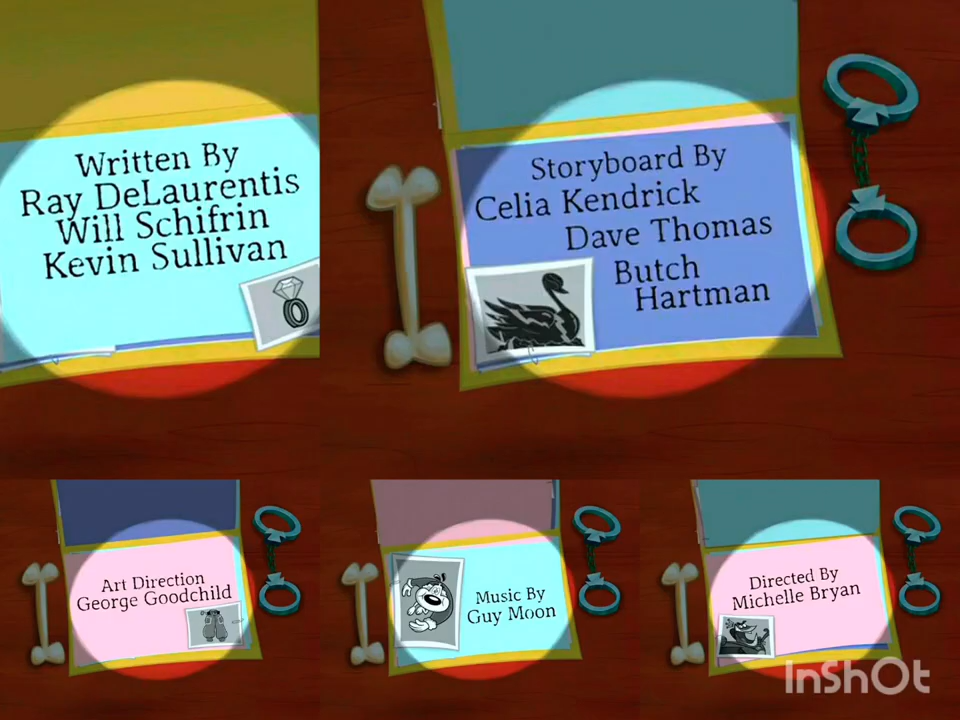 Written By
Ray DeLaurentis
Will Schifrin
Kevin Sullivan
Storyboard By
Celia Kendrick
Dave Thomas
Butch
Hartman
Art Direction
George Goodchild
Music By
Guy Moon
Directed By
Michelle Bryan
InShOt